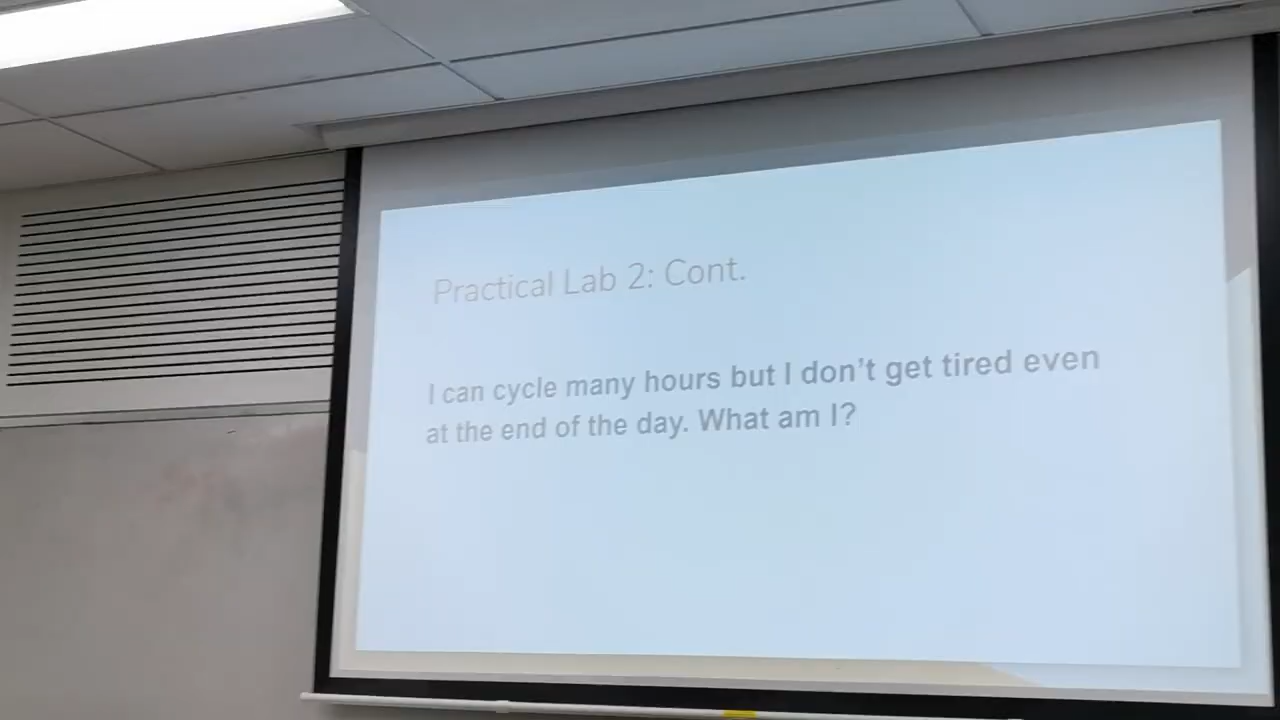 Practical Lab 2: Cont.
I can cycle many hours but I don't get tired even
at the end of the day. What am I?